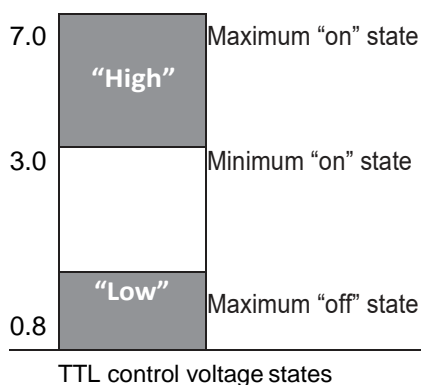 7.0 Maximum “on” state
“High”
3.0 Minimum “on” state
“Low”
Maximum “off” state
0.8
TTL control voltage states